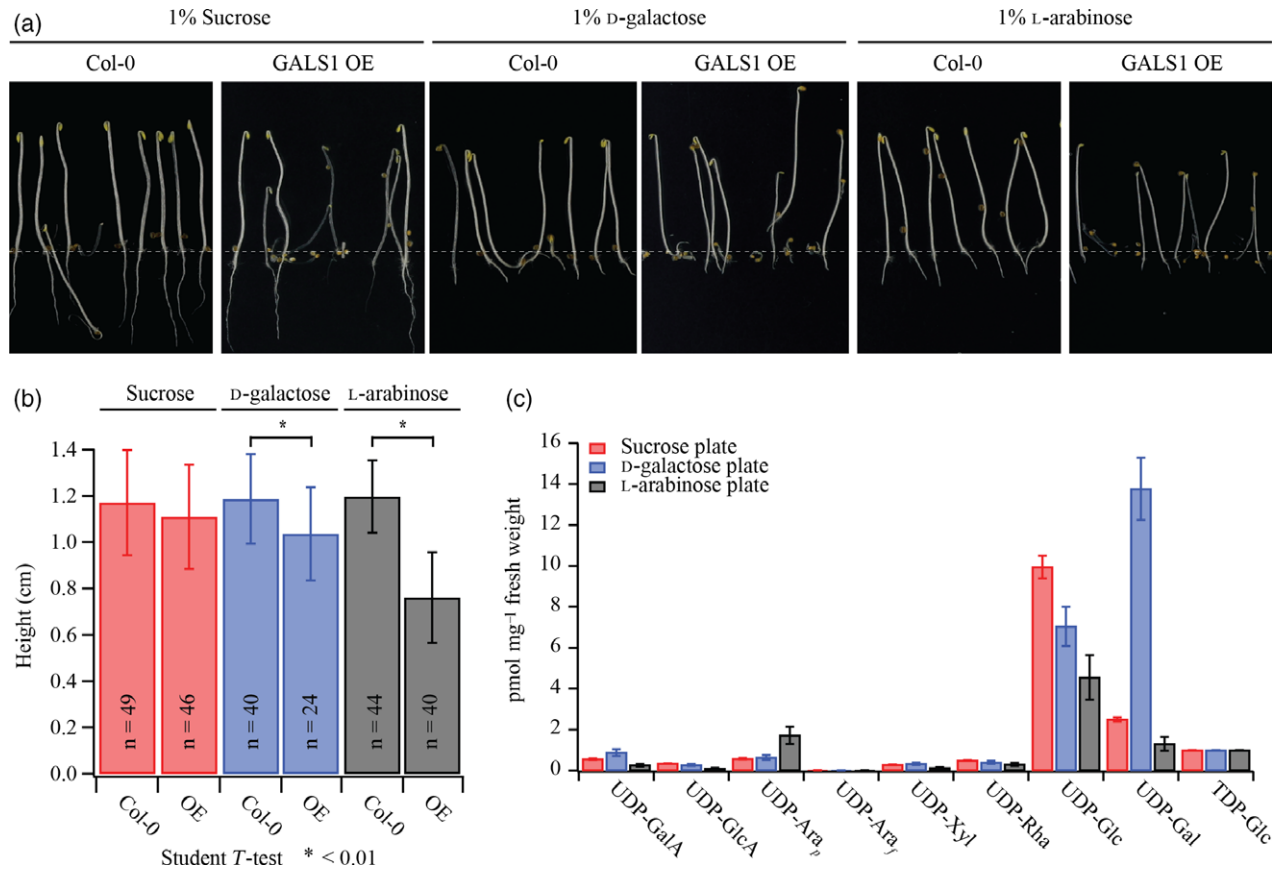 (a)
1% Sucrose
1% D-galactose
1% L-arabinose
Col-0
GALS1 OE
Col-0
GALS1 OE
Col-0
GALS1 OE
(b)
Sucrose
D-galactose
L-arabinose
*
*
Height (cm)
1.4
1.2
1.0
0.8
0.6
0.4
0.2
0.0
n = 49
n = 46
n = 40
n = 24
n = 44
n = 40
Col-0
OE
Col-0
OE
Col-0
OE
Student T-test * < 0.01
(c)
Sucrose plate
D-galactose plate
L-arabinose plate
pmol mg⁻¹ fresh weight
16
14
12
10
8
6
4
2
0
UDP-GalA
UDP-GlcA
UDP-Araₚ
UDP-Ara_f
UDP-Xyl
UDP-Rha
UDP-Glc
UDP-Gal
TDP-Glc